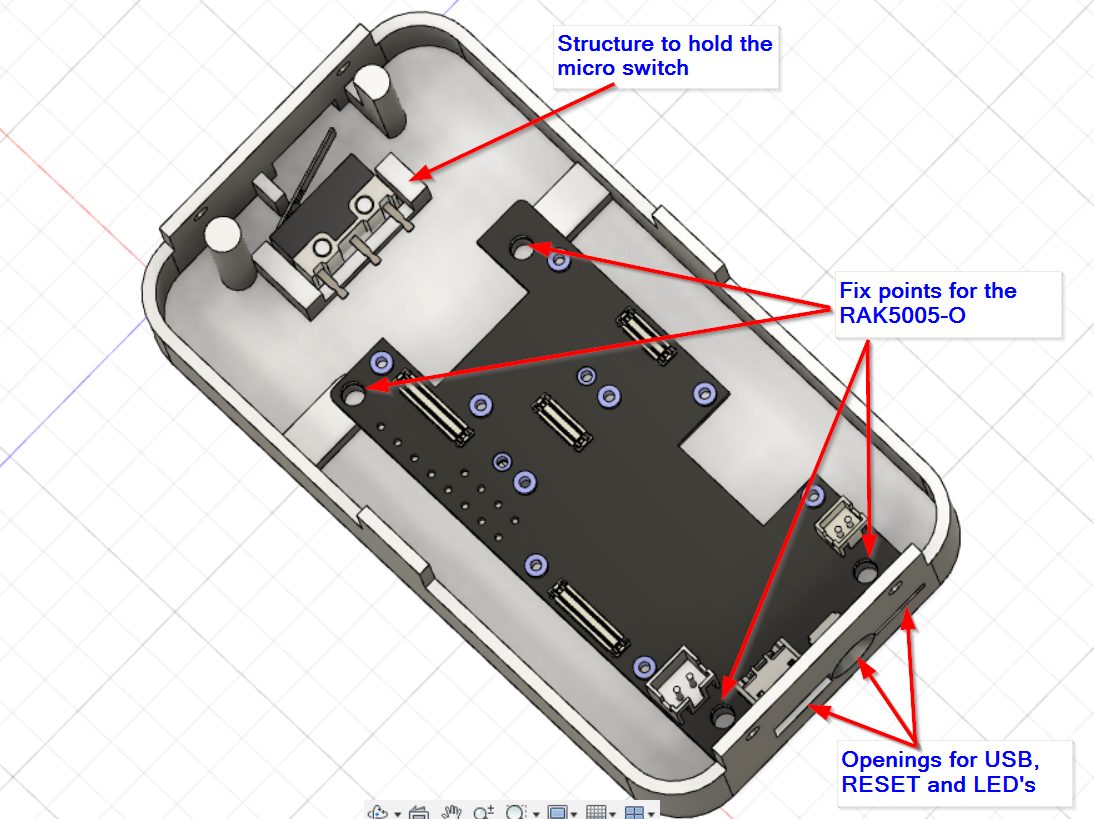 Structure to hold the
micro switch
Fix points for the
RAK5005-O
Openings for USB,
RESET and LED's